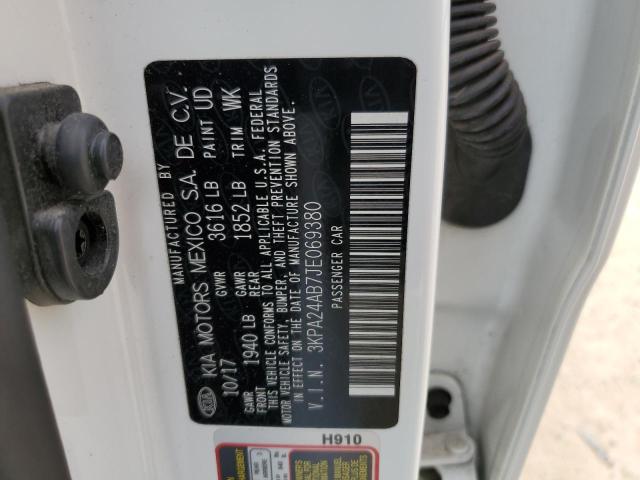 MANUFACTURED BY
KIA KIA MOTORS MEXICO S.A. DE C.V.
10/17 GVWR 3616 LB PAINT UD
GAWR FRONT 1940 LB GAWR REAR 1852 LB TRIM WK
THIS VEHICLE CONFORMS TO ALL APPLICABLE U.S.A. FEDERAL
MOTOR VEHICLE SAFETY, BUMPER, AND THEFT PREVENTION STANDARDS
IN EFFECT ON THE DATE OF MANUFACTURE SHOWN ABOVE.
V.I.N. 3KPA24AB7JE069380
PASSENGER CAR
H910